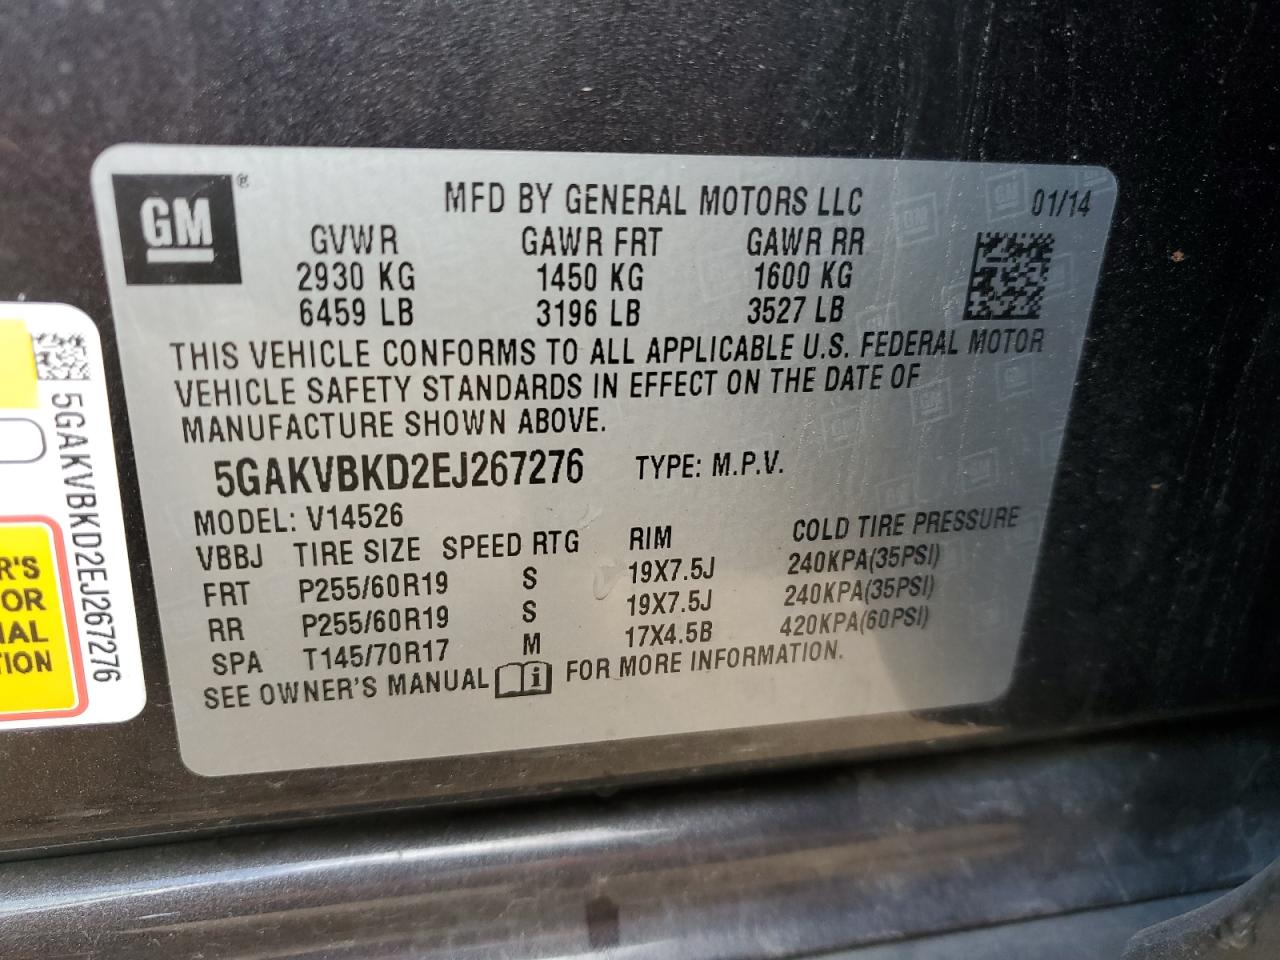 GM ®
MFD BY GENERAL MOTORS LLC 01/14
GVWR GAWR FRT GAWR RR
2930 KG 1450 KG 1600 KG
6459 LB 3196 LB 3527 LB
THIS VEHICLE CONFORMS TO ALL APPLICABLE U.S. FEDERAL MOTOR
VEHICLE SAFETY STANDARDS IN EFFECT ON THE DATE OF
MANUFACTURE SHOWN ABOVE.
5GAKVBKD2EJ267276 TYPE: M.P.V.
MODEL: V14526
VBBJ TIRE SIZE SPEED RTG RIM COLD TIRE PRESSURE
FRT P255/60R19 S 19X7.5J 240KPA(35PSI)
RR P255/60R19 S 19X7.5J 240KPA(35PSI)
SPA T145/70R17 M 17X4.5B 420KPA(60PSI)
SEE OWNER'S MANUAL i FOR MORE INFORMATION.
5GAKVBKD2EJ267276
R'S
OR
IAL
TION